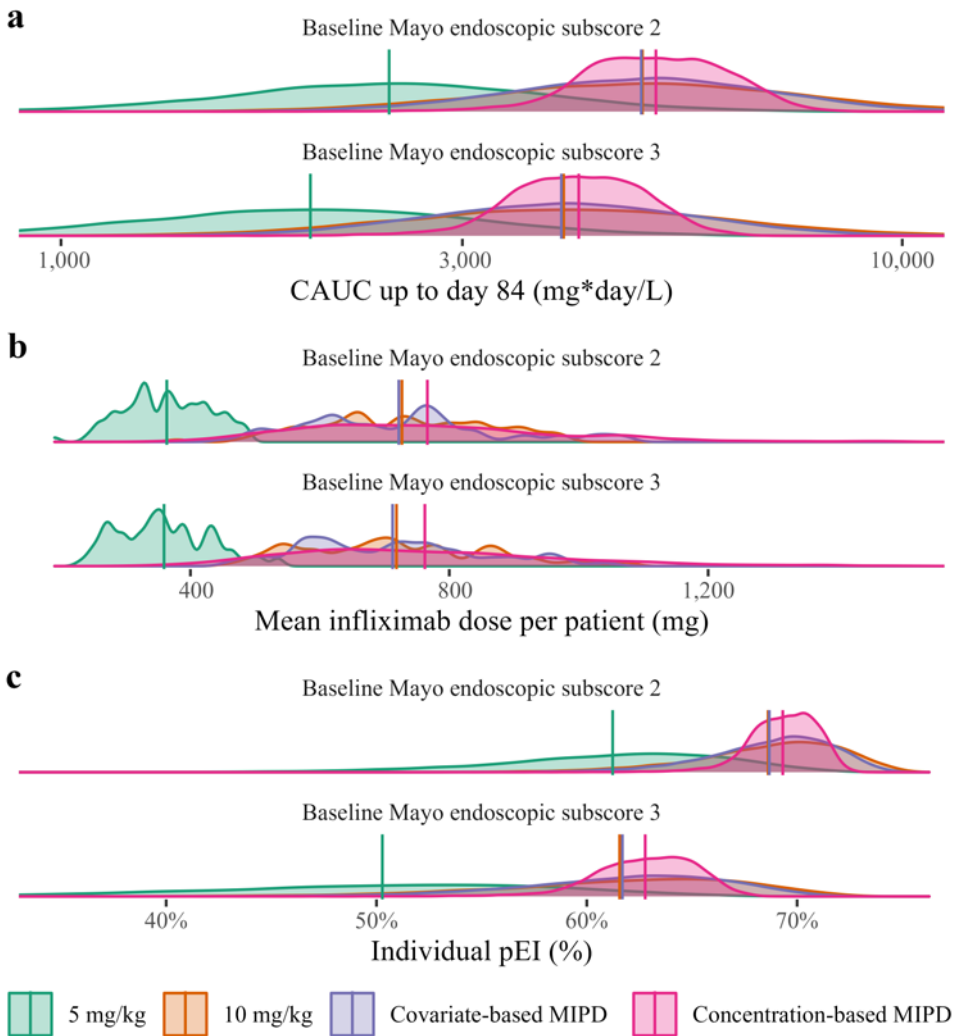 a
Baseline Mayo endoscopic subscore 2
Baseline Mayo endoscopic subscore 3
1,000 3,000 10,000
CAUC up to day 84 (mg*day/L)
b
Baseline Mayo endoscopic subscore 2
Baseline Mayo endoscopic subscore 3
400 800 1,200
Mean infliximab dose per patient (mg)
c
Baseline Mayo endoscopic subscore 2
Baseline Mayo endoscopic subscore 3
40% 50% 60% 70%
Individual pEI (%)
5 mg/kg 10 mg/kg Covariate-based MIPD Concentration-based MIPD